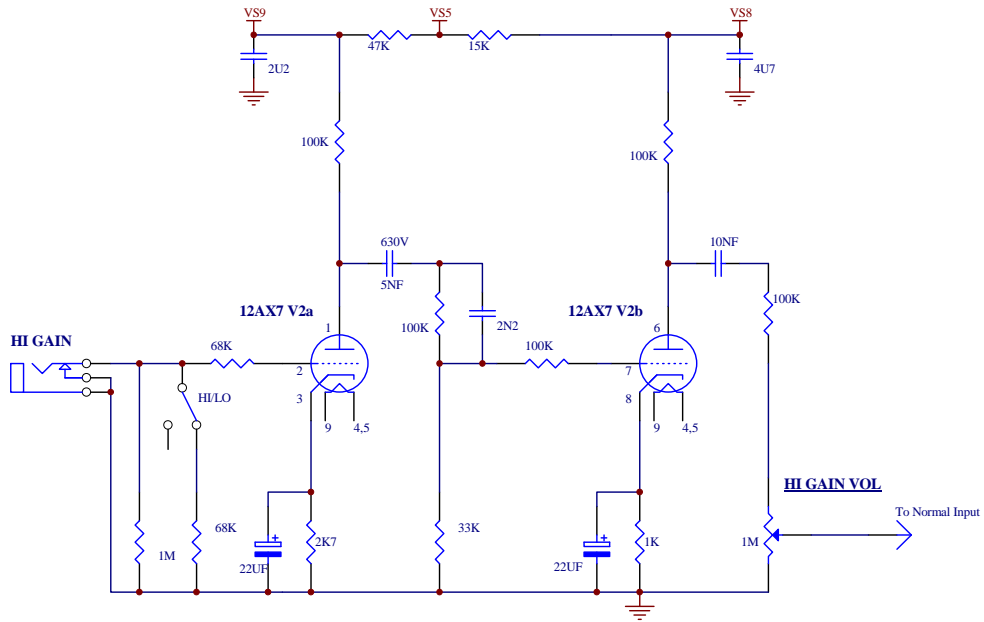 VS9
VS5
VS8
47K
15K
2U2
4U7
100K
100K
630V
10NF
5NF
100K
12AX7 V2a
12AX7 V2b
100K
2N2
1
6
HI GAIN
68K
100K
2
7
3
8
HI/LO
9
4,5
9
4,5
HI GAIN VOL
To Normal Input
68K
33K
1M
+
2K7
+
1K
1M
22UF
22UF